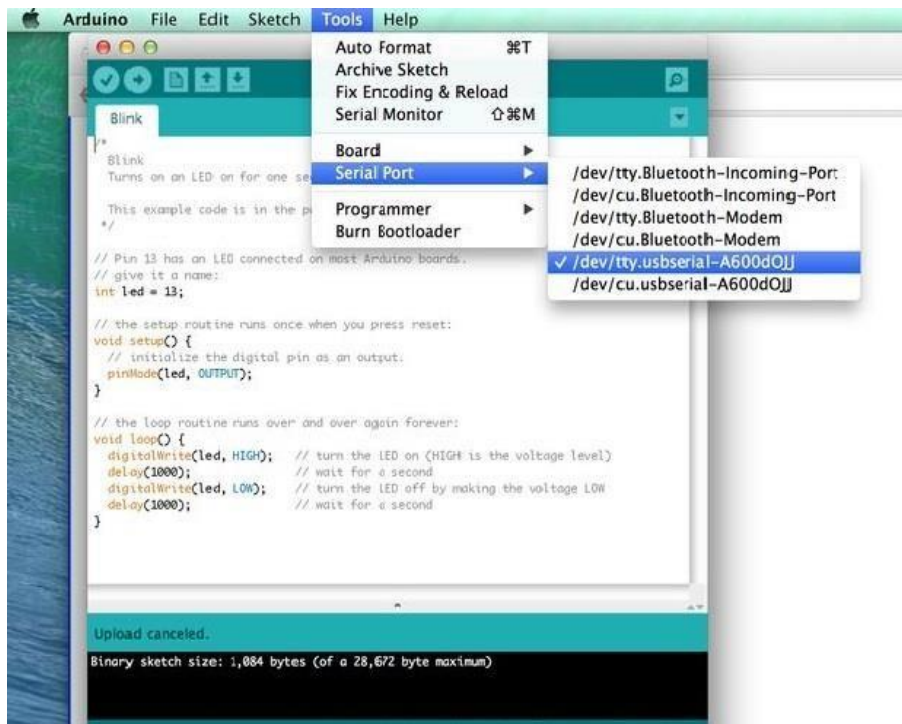 Arduino File Edit Sketch Tools Help
Auto Format ⌘T
Archive Sketch
Fix Encoding & Reload
Serial Monitor ⇧⌘M
Board
Serial Port
Programmer
Burn Bootloader
/dev/tty.Bluetooth-Incoming-Port
/dev/cu.Bluetooth-Incoming-Port
/dev/tty.Bluetooth-Modem
/dev/cu.Bluetooth-Modem
✓ /dev/tty.usbserial-A600dOJJ
/dev/cu.usbserial-A600dOJJ
Blink
/*
Blink
Turns on an LED on for one
This example code is in the
*/
// Pin 13 has an LED connected on most Arduino boards.
// give it a name:
int led = 13;
// the setup routine runs once when you press reset:
void setup() {
// initialize the digital pin as an output.
pinMode(led, OUTPUT);
}
// the loop routine runs over and over again forever:
void loop() {
digitalWrite(led, HIGH); // turn the LED on (HIGH is the voltage level)
delay(1000); // wait for a second
digitalWrite(led, LOW); // turn the LED off by making the voltage LOW
delay(1000); // wait for a second
}
Upload canceled.
Binary sketch size: 1,084 bytes (of a 28,672 byte maximum)